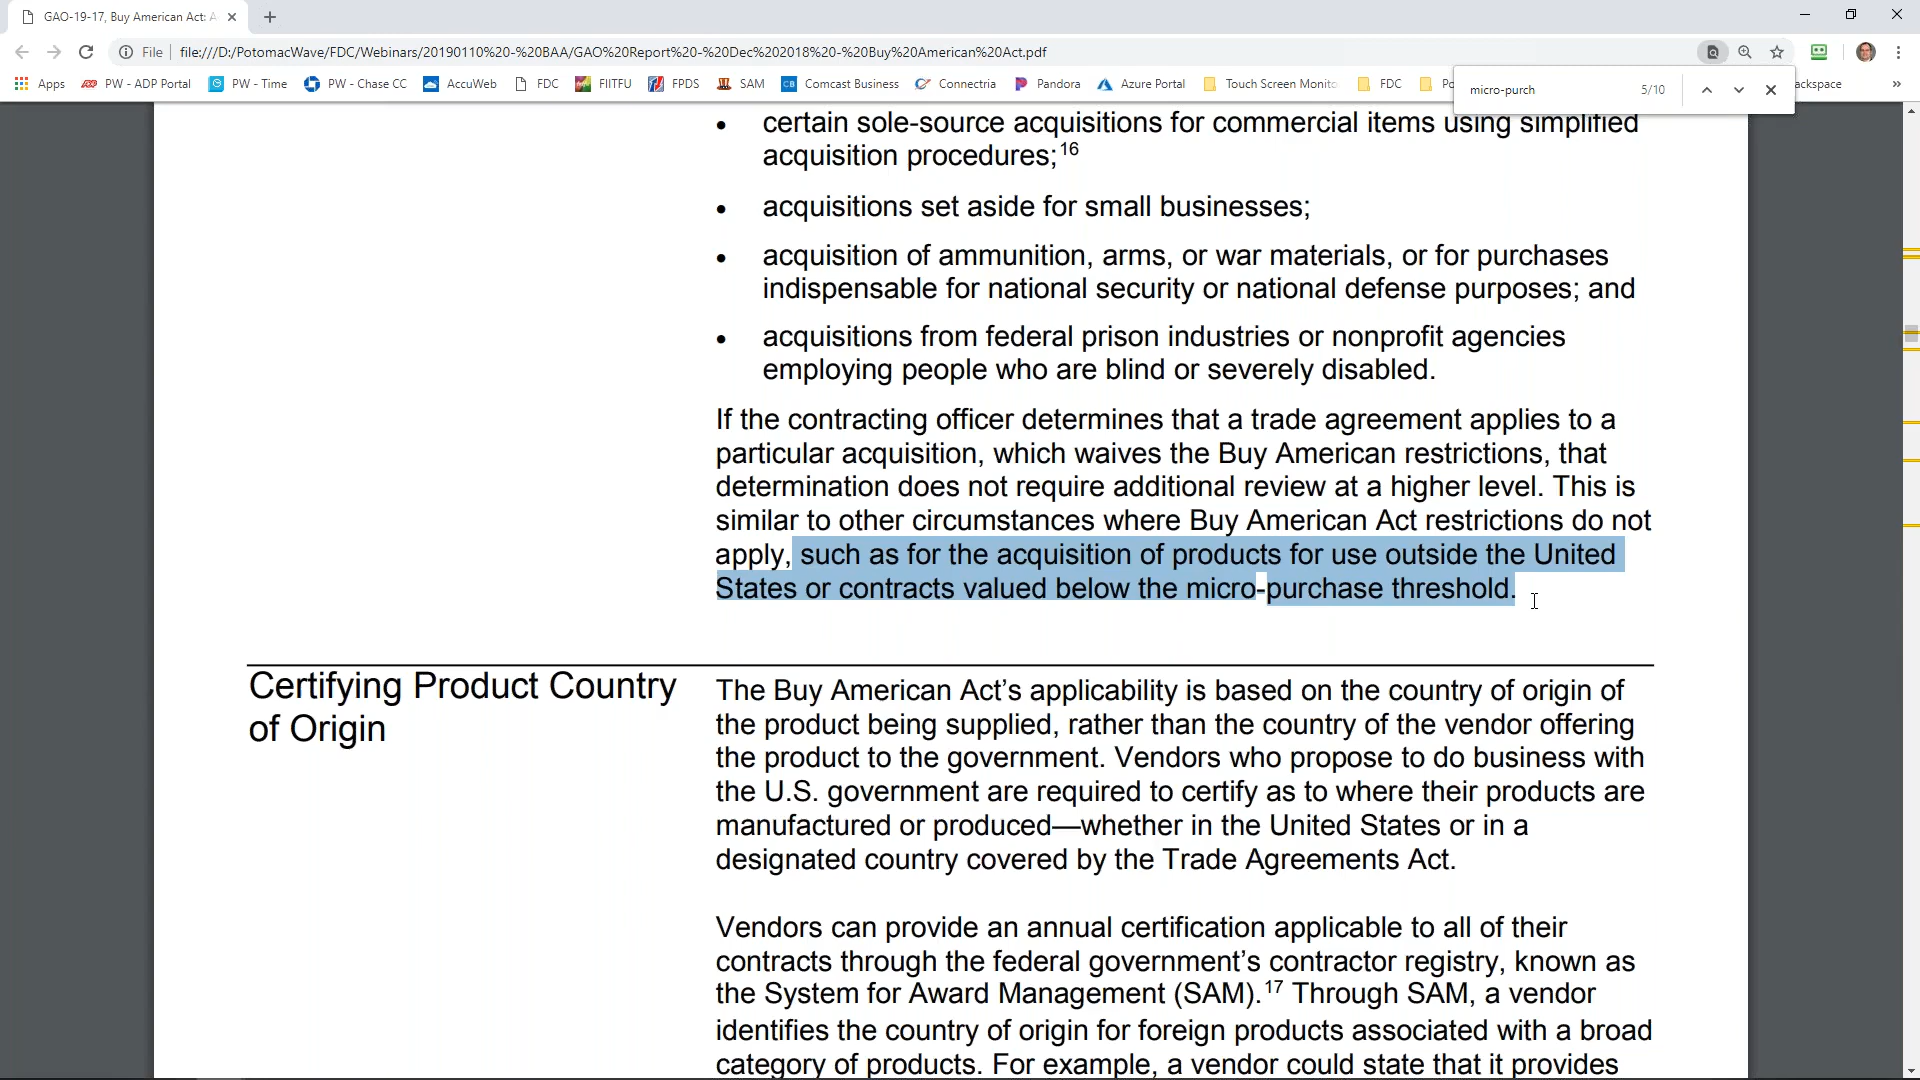 GAO-19-17, Buy American Act: A
File file:///D:/PotomacWave/FDC/Webinars/20190110%20-%20BAA/GAO%20Report%20-%20Dec%202018%20-%20Buy%20American%20Act.pdf
Apps PW - ADP Portal PW - Time PW - Chase CC AccuWeb FDC FIITFU FPDS SAM CB Comcast Business Connectria Pandora Azure Portal Touch Screen Monito FDC Po ackspace »
micro-purch 5/10
• certain sole-source acquisitions for commercial items using simplified
acquisition procedures;16
• acquisitions set aside for small businesses;
• acquisition of ammunition, arms, or war materials, or for purchases
indispensable for national security or national defense purposes; and
• acquisitions from federal prison industries or nonprofit agencies
employing people who are blind or severely disabled.
If the contracting officer determines that a trade agreement applies to a
particular acquisition, which waives the Buy American restrictions, that
determination does not require additional review at a higher level. This is
similar to other circumstances where Buy American Act restrictions do not
apply, such as for the acquisition of products for use outside the United
States or contracts valued below the micro-purchase threshold.
Certifying Product Country
of Origin
The Buy American Act’s applicability is based on the country of origin of
the product being supplied, rather than the country of the vendor offering
the product to the government. Vendors who propose to do business with
the U.S. government are required to certify as to where their products are
manufactured or produced—whether in the United States or in a
designated country covered by the Trade Agreements Act.
Vendors can provide an annual certification applicable to all of their
contracts through the federal government’s contractor registry, known as
the System for Award Management (SAM).17 Through SAM, a vendor
identifies the country of origin for foreign products associated with a broad
category of products. For example, a vendor could state that it provides